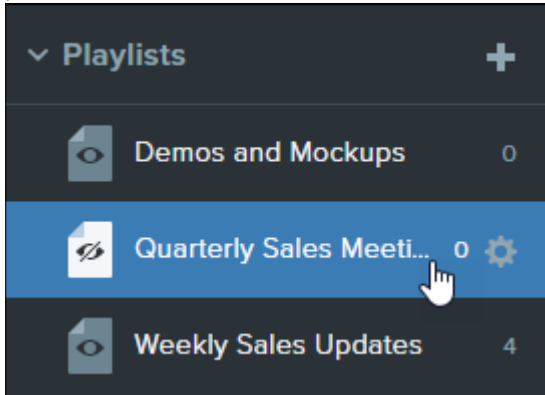 Playlists
Demos and Mockups 0
Quarterly Sales Meeti... 0
Weekly Sales Updates 4